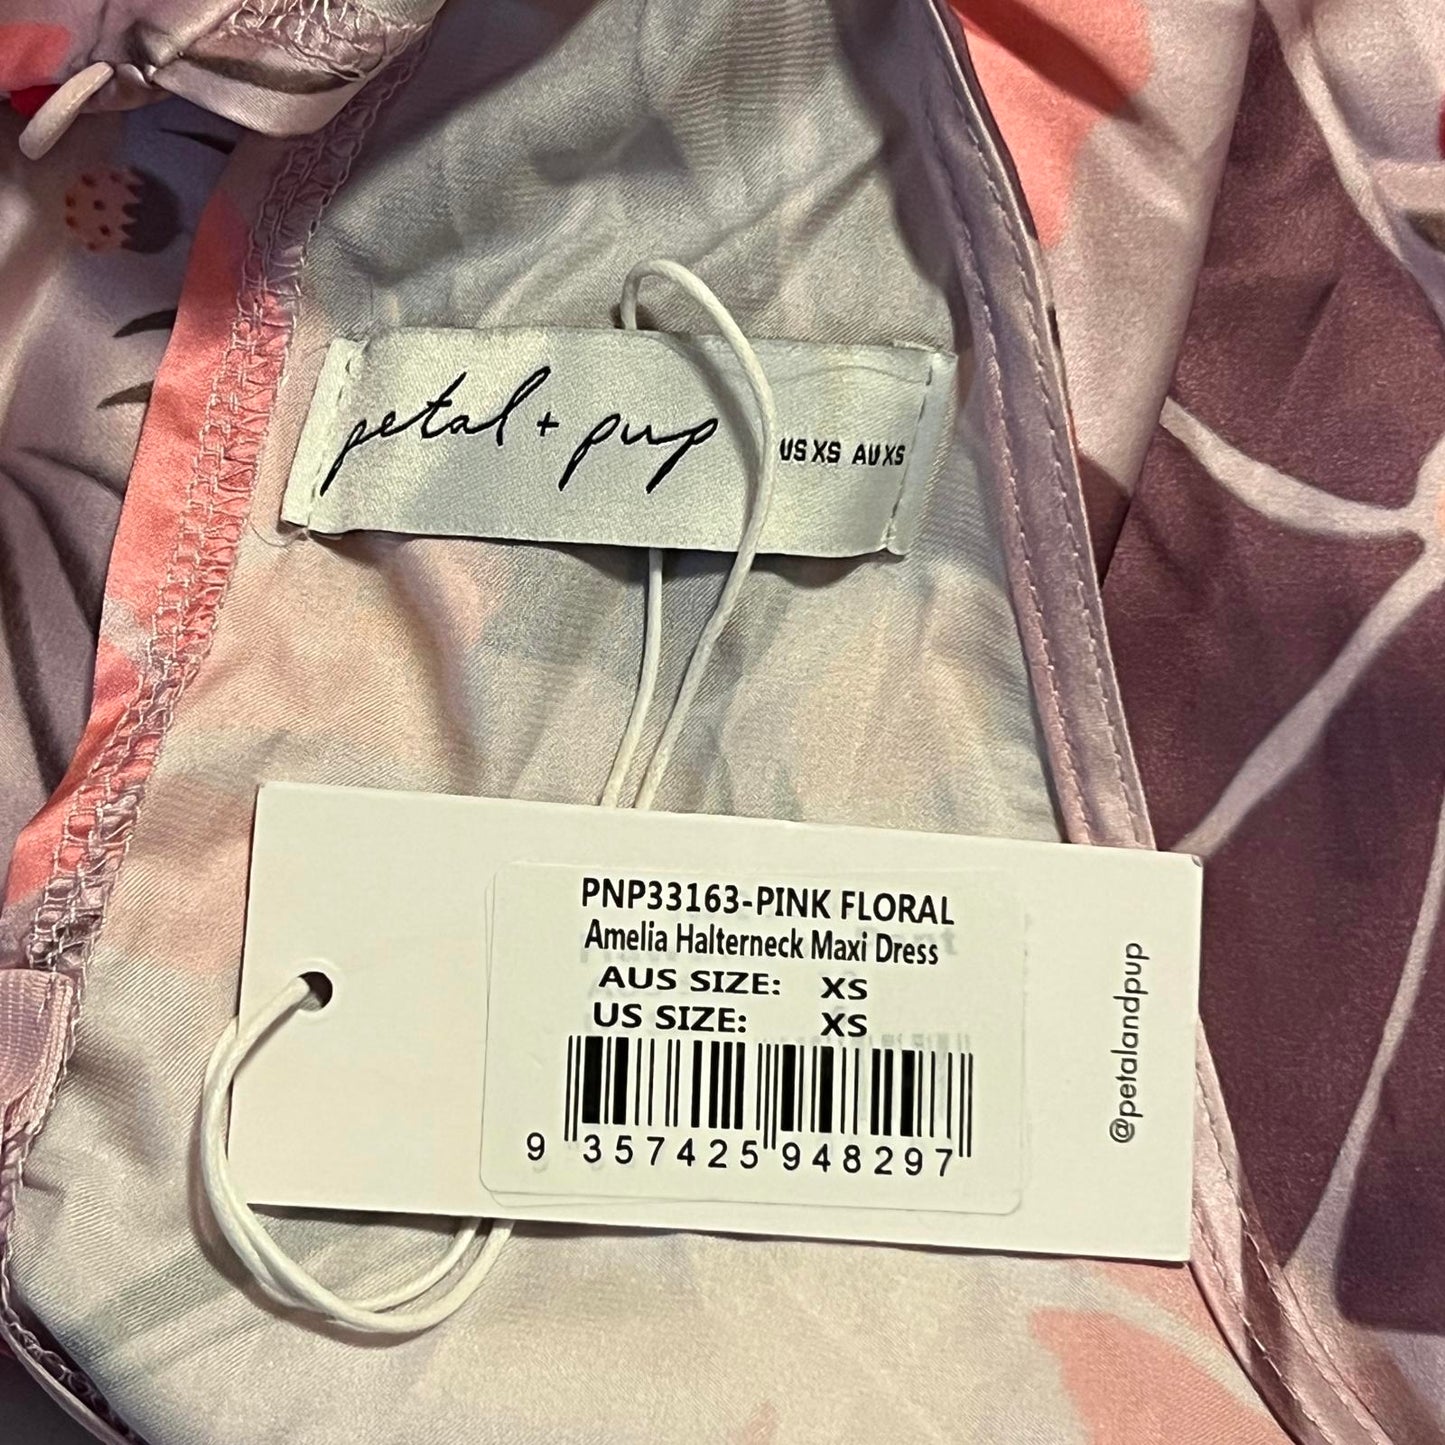 petal + pup
US XS AU XS
PNP33163-PINK FLORAL
Amelia Halterneck Maxi Dress
AUS SIZE: XS
US SIZE: XS
9 357425 948297
@petalandpup